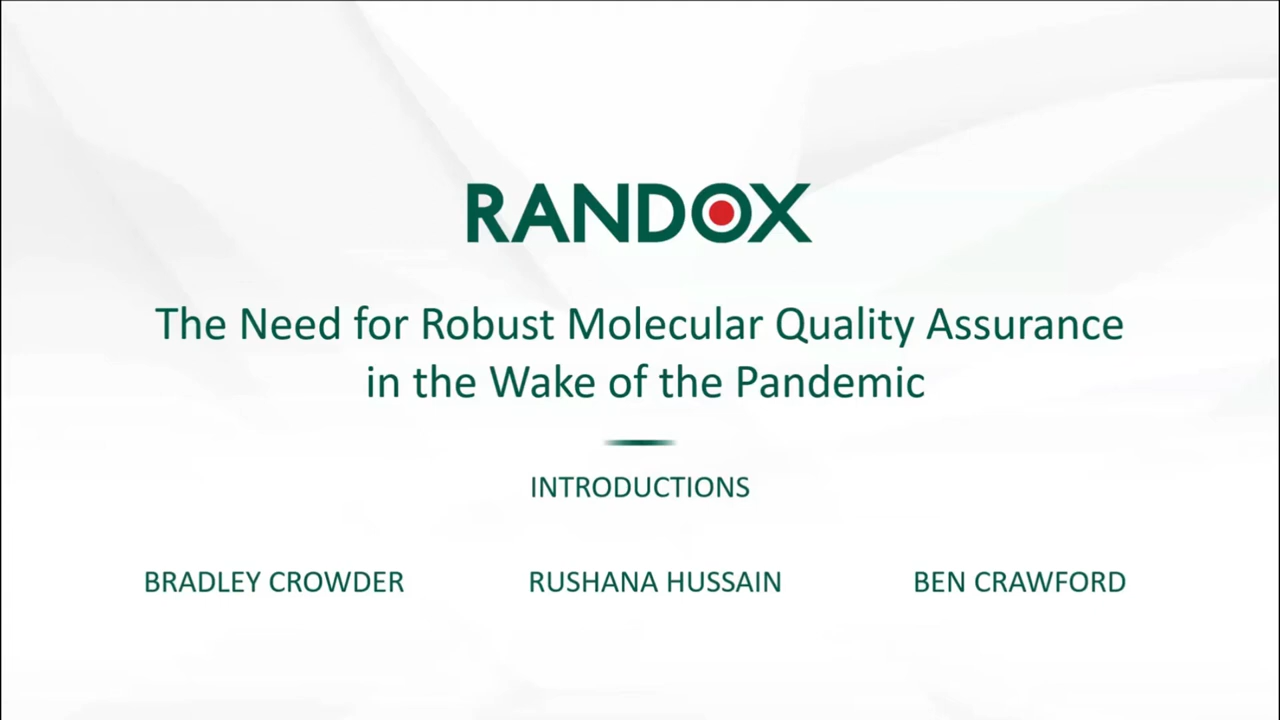 RANDOX
The Need for Robust Molecular Quality Assurance
in the Wake of the Pandemic
INTRODUCTIONS
BRADLEY CROWDER
RUSHANA HUSSAIN
BEN CRAWFORD